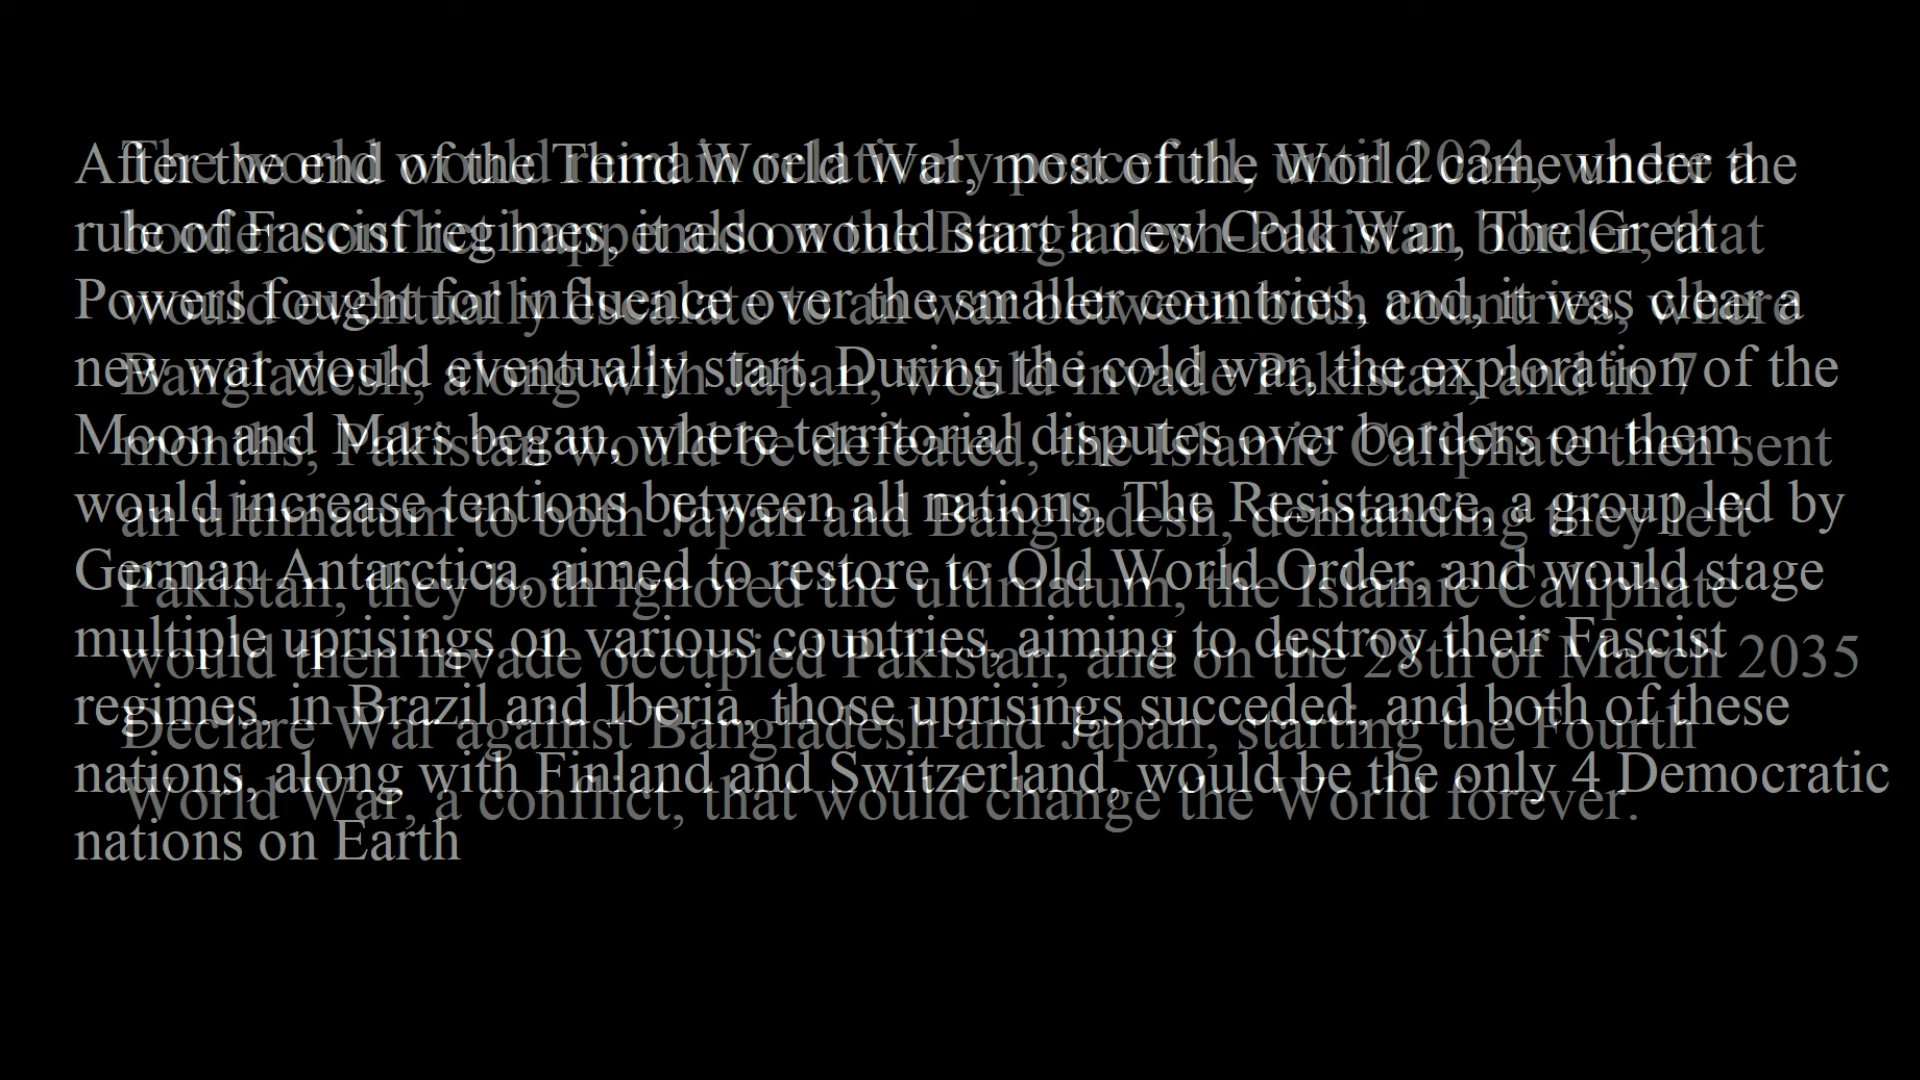 After the end of the Third World War, most of the World came under the
rule of Fascist regimes, it also would start a new Cold War, The Great
Powers fought for influence over the smaller countries, and, it was clear a
new war would eventually start. During the cold war, the exploration of the
Moon and Mars began, where territorial disputes over borders on them
would increase tentions between all nations, The Resistance, a group led by
German Antarctica, aimed to restore to Old World Order, and would stage
multiple uprisings on various countries, aiming to destroy their Fascist
regimes, in Brazil and Iberia, those uprisings succeded, and both of these
nations, along with Finland and Switzerland, would be the only 4 Democratic
nations on Earth
The world would remain relatively peacefull, until 2034, where a
border conflict happened on the Bangladesh-Pakistan border, that
would eventually escalate to an war between both countries, where
Bangladesh, along with Japan, would invade Pakistan, and in 7
months, Pakistan would be defeated, the Islamic Caliphate then sent
an ultimatum to both Japan and Bangladesh, demanding they left
Pakistan, they both ignored the ultimatum, the Islamic Caliphate
would then invade occupied Pakistan, and on the 28th of March 2035
Declare War against Bangladesh and Japan, starting the Fourth
World War, a conflict, that would change the World forever.